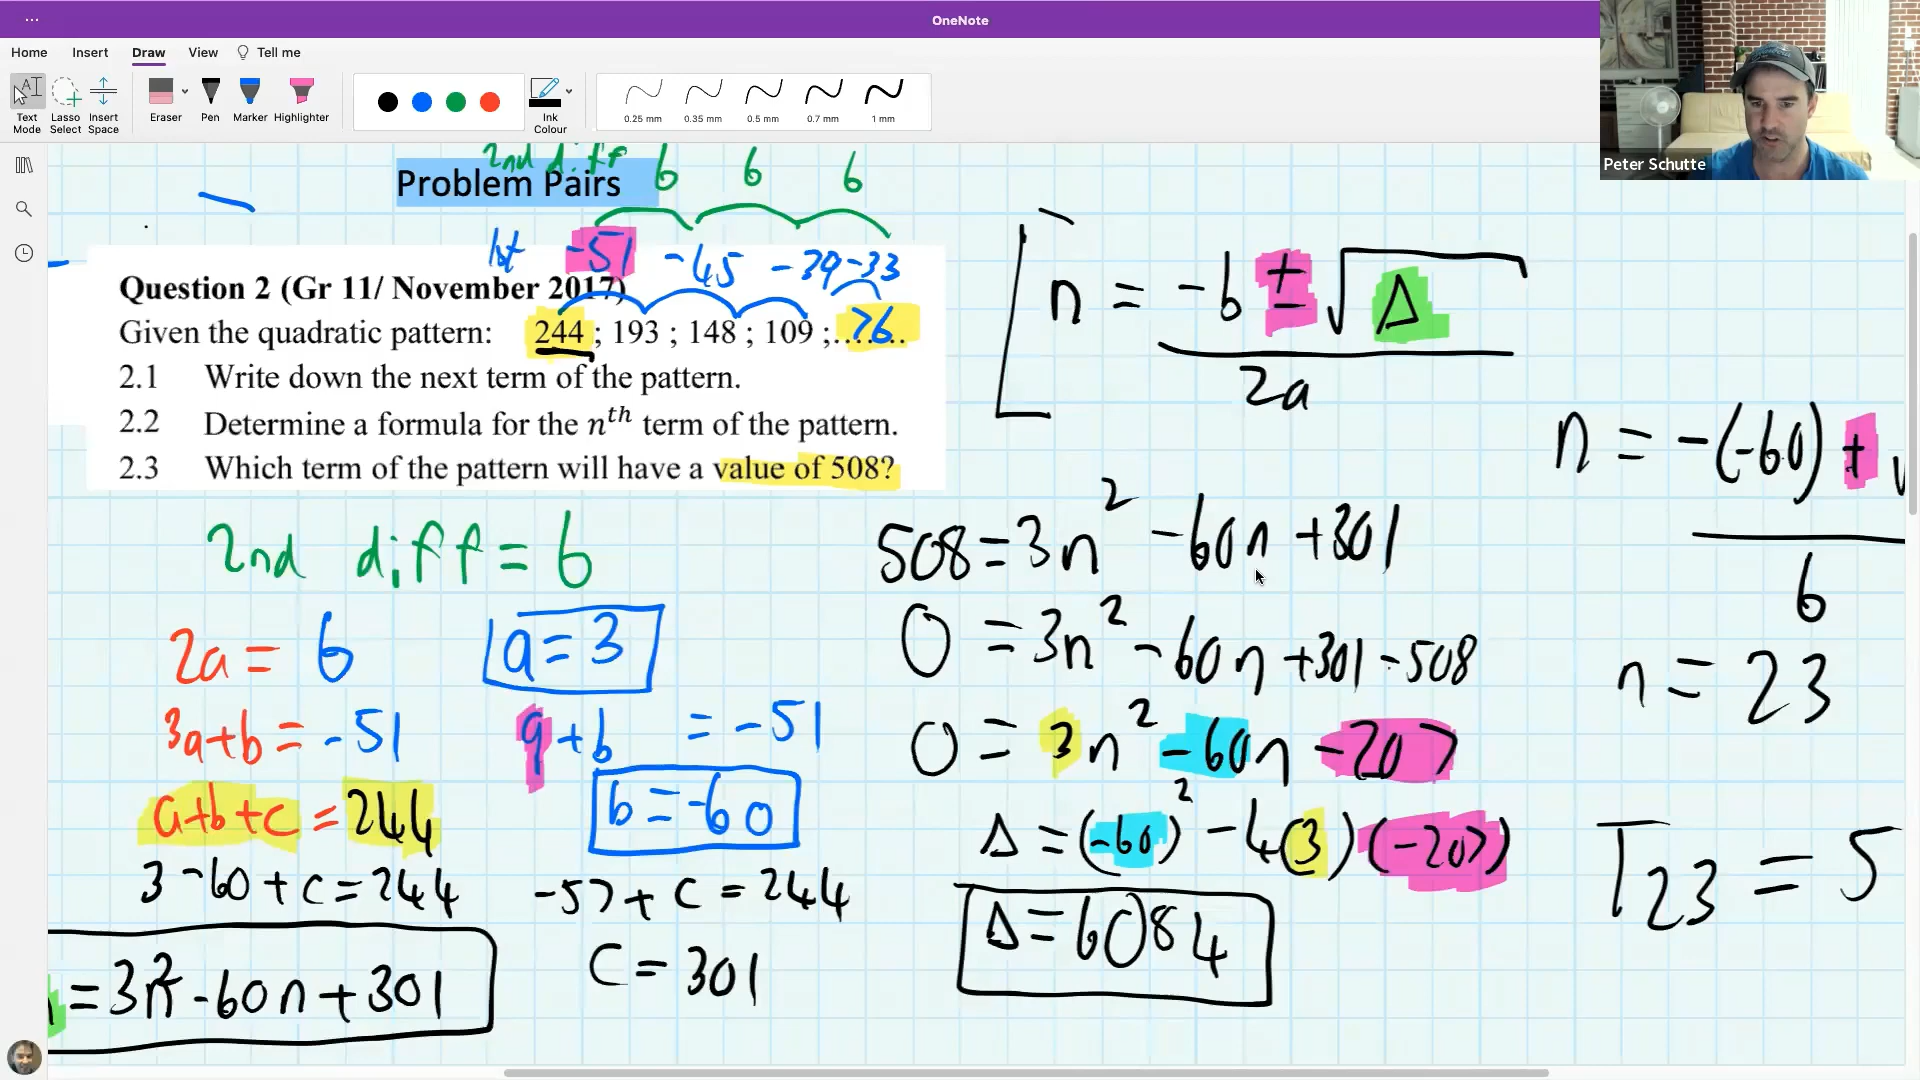 OneNote
Home Insert Draw View Tell me
Text Mode
Lasso Select
Insert Space
Eraser
Pen
Marker
Highlighter
Ink Colour
0.25 mm
0.35 mm
0.5 mm
0.7 mm
1 mm
Peter Schutte
2nd diff 6 6 6
Problem Pairs
1st -51 -45 -39 -33
Question 2 (Gr 11/ November 2017)
Given the quadratic pattern: 244 ; 193 ; 148 ; 109 ;....... 76
2.1 Write down the next term of the pattern.
2.2 Determine a formula for the nᵗʰ term of the pattern.
2.3 Which term of the pattern will have a value of 508?
2nd diff = 6
2a = 6
a = 3
3a+b = -51
9+b = -51
a+b+c = 244
b = -60
3 -60 + c = 244
-57 + c = 244
= 3n² - 60n + 301
c = 301
n = -b ± √Δ
2a
508 = 3n² - 60n + 301
0 = 3n² - 60n + 301 - 508
0 = 3n² - 60n - 207
Δ = (-60)² - 4(3)(-207)
Δ = 6084
n = -(-60) + √
6
n = 23
T₂₃ = 5